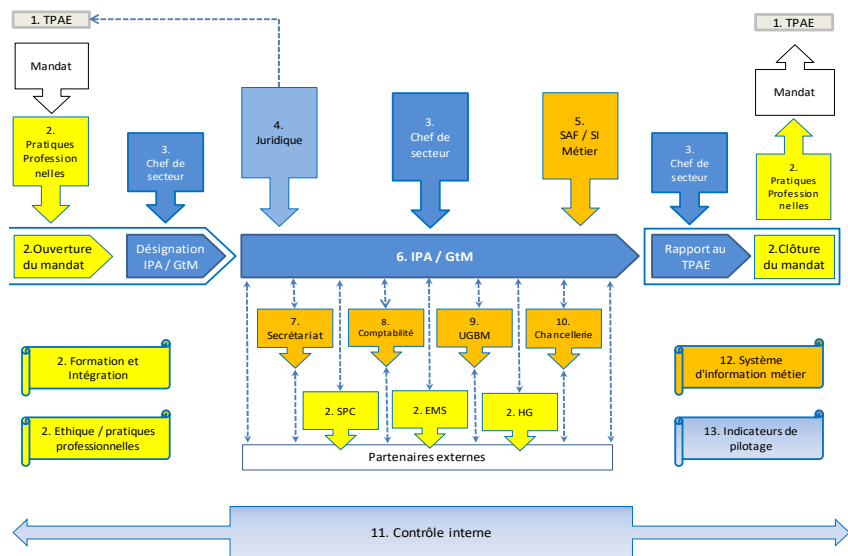 1. TPAE
1. TPAE
Mandat
Mandat
2.
Pratiques
Profession
nelles
3.
Chef de
secteur
4.
Juridique
3.
Chef de
secteur
5.
SAF / SI
Métier
3.
Chef de
secteur
2.
Pratiques
Profession
nelles
2.Ouverture
du mandat
Désignation
IPA / GtM
6. IPA / GtM
Rapport au
TPAE
2.Clôture
du mandat
7.
Secrétariat
8.
Comptabilité
9.
UGBM
10.
Chancellerie
2. Formation et
Intégration
12. Système
d'information métier
2. SPC
2. EMS
2. HG
2. Ethique / pratiques
professionnelles
13. Indicateurs de
pilotage
Partenaires externes
11. Contrôle interne